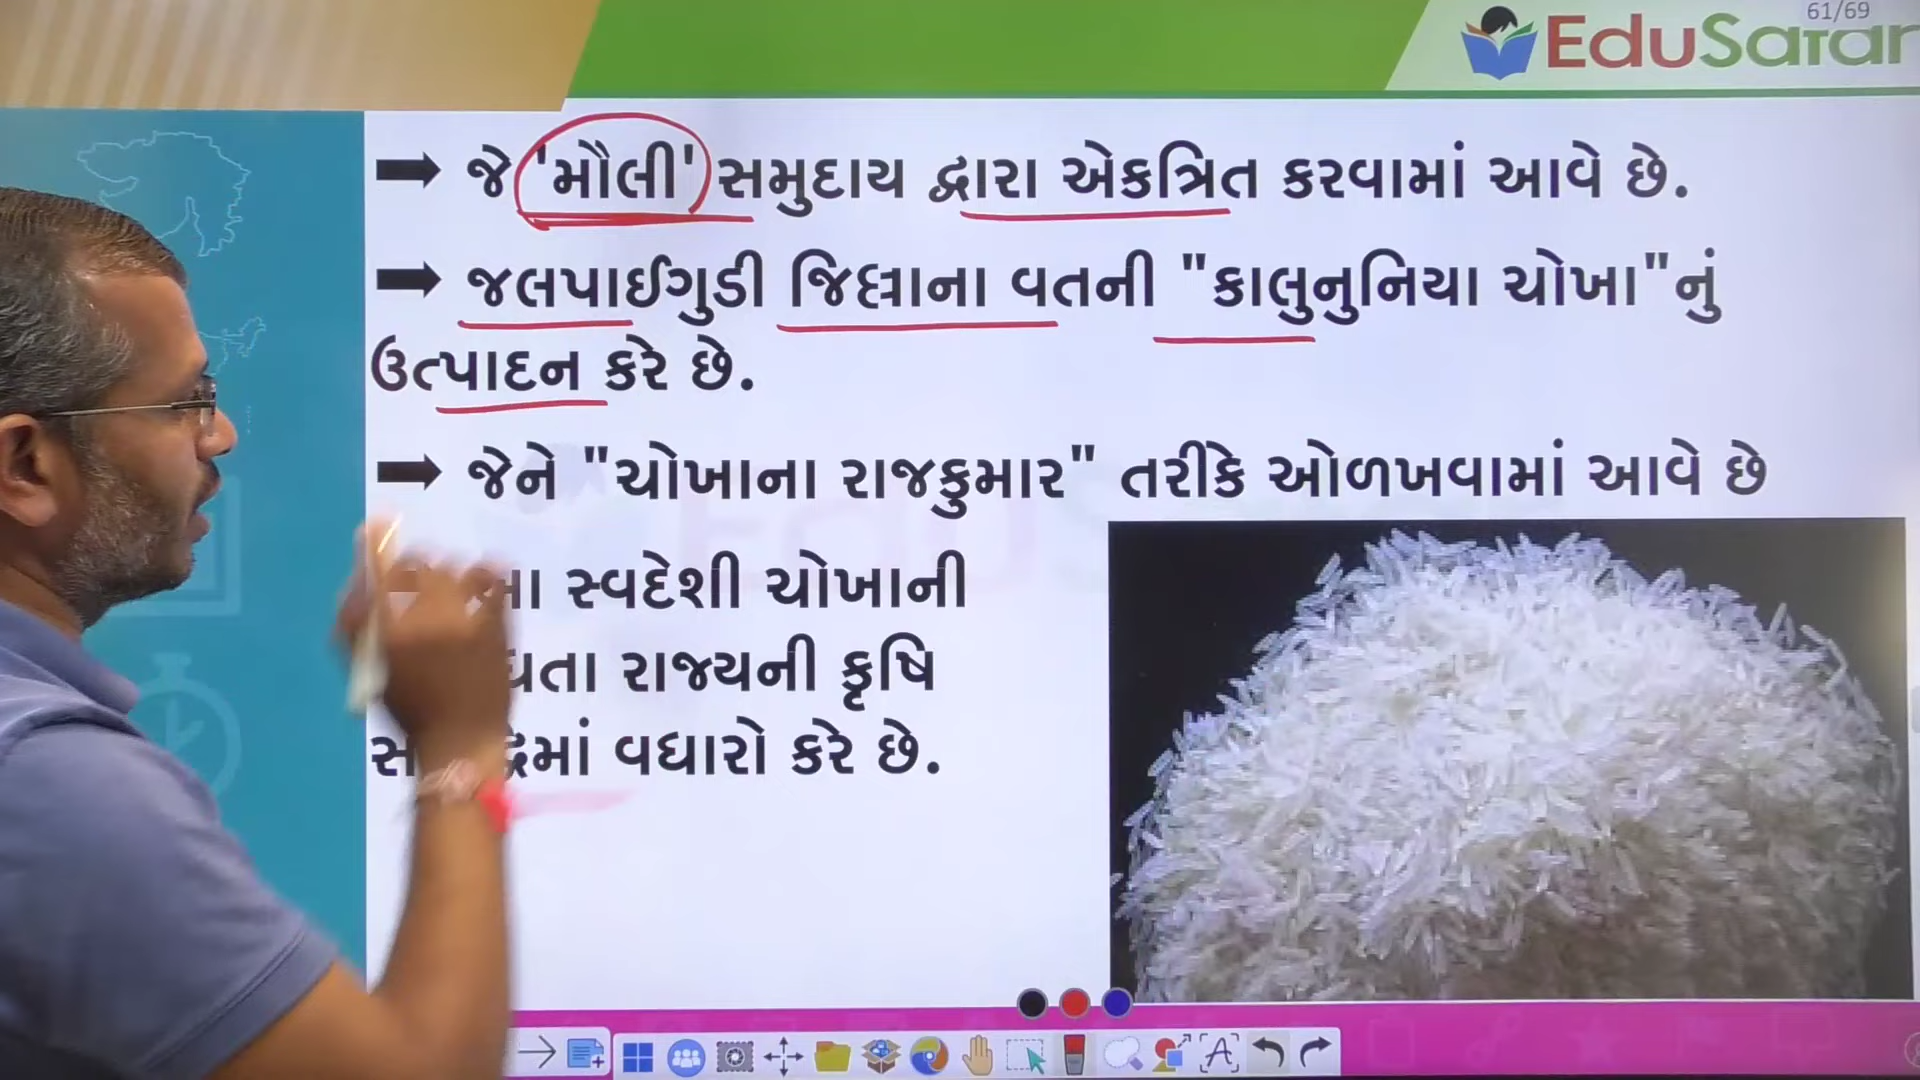 61/69
EduSatar
➡ જે 'મૌલી' સમુદાય દ્વારા એકત્રિત કરવામાં આવે છે.
➡ જલપાઈગુડી જિલ્લાના વતની "કાલુનુનિયા ચોખા"નું
ઉત્પાદન કરે છે.
➡ જેને "ચોખાના રાજકુમાર" તરીકે ઓળખવામાં આવે છે
સ્વદેશી ચોખાની
રાજ્યની કૃષિ
વધારો કરે છે.